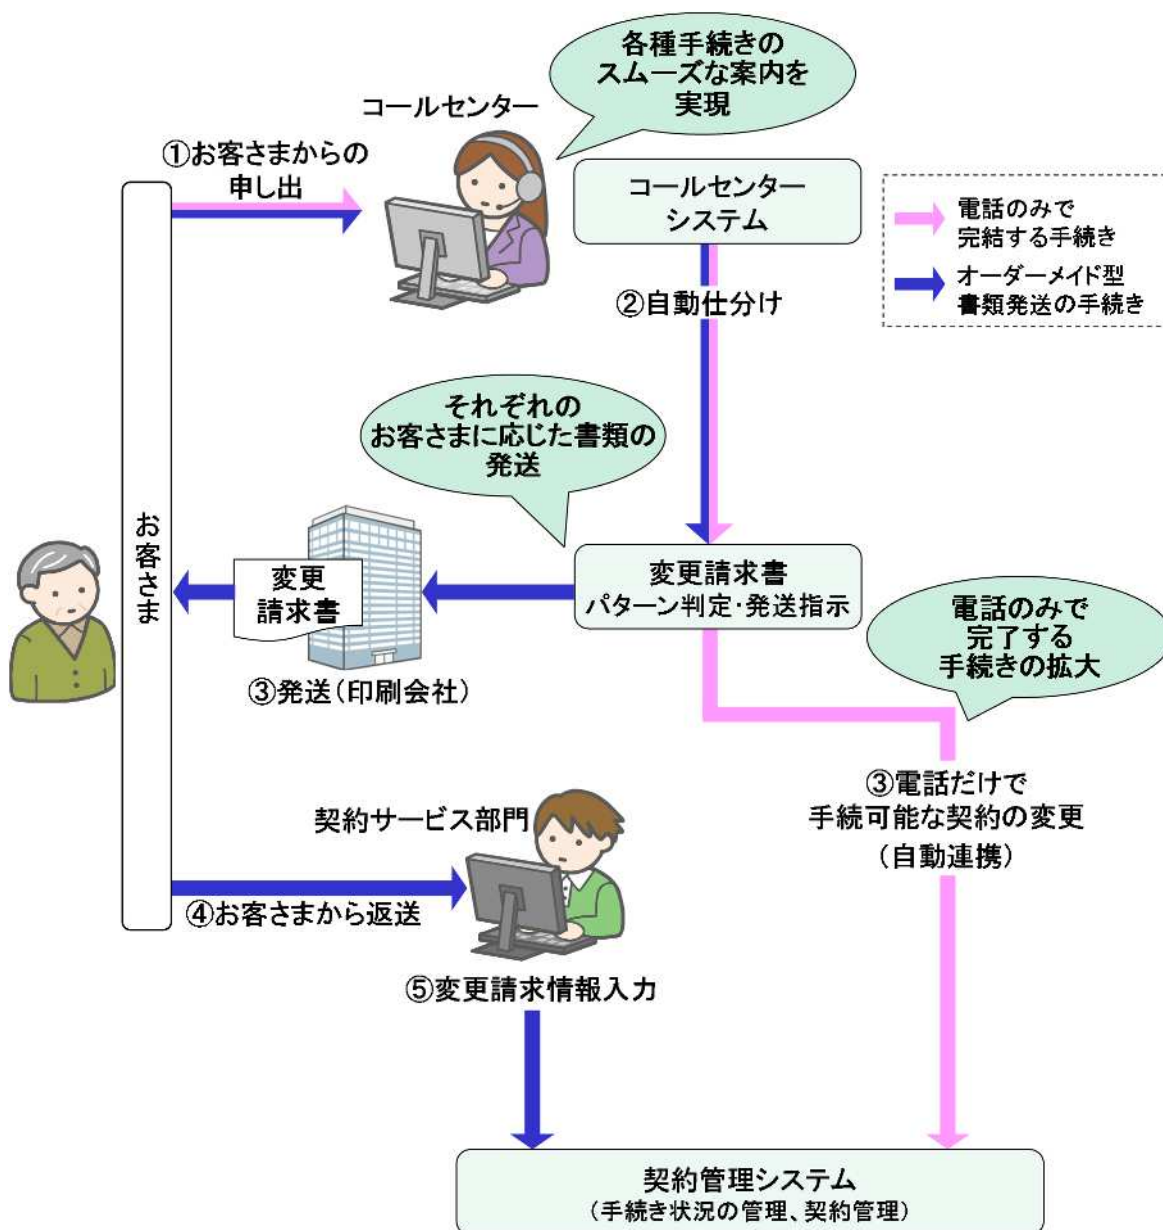 各種手続きの
スムーズな案内を
実現
コールセンター
①お客さまからの
申し出
コールセンター
システム
電話のみで
完結する手続き
オーダーメイド型
書類発送の手続き
②自動仕分け
それぞれの
お客さまに応じた書類の
発送
お客さま
変更
請求書
変更請求書
パターン判定・発送指示
電話のみで
完了する
手続きの拡大
③発送(印刷会社)
③電話だけで
手続可能な契約の変更
(自動連携)
契約サービス部門
④お客さまから返送
⑤変更請求情報入力
契約管理システム
(手続き状況の管理、契約管理)